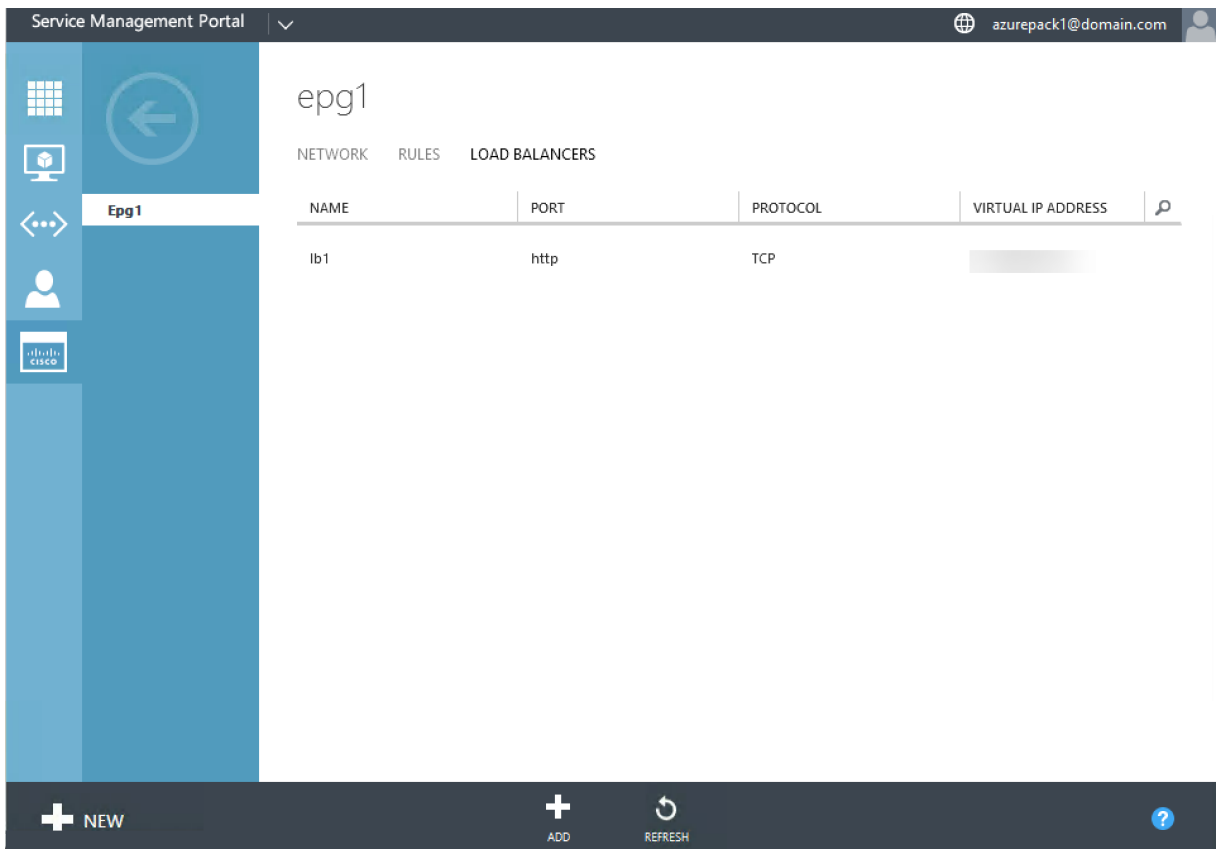 Service Management Portal
azurepack1@domain.com
epg1
NETWORK RULES LOAD BALANCERS
Epg1
NAME PORT PROTOCOL VIRTUAL IP ADDRESS
lb1 http TCP
cisco
NEW
ADD
REFRESH
?